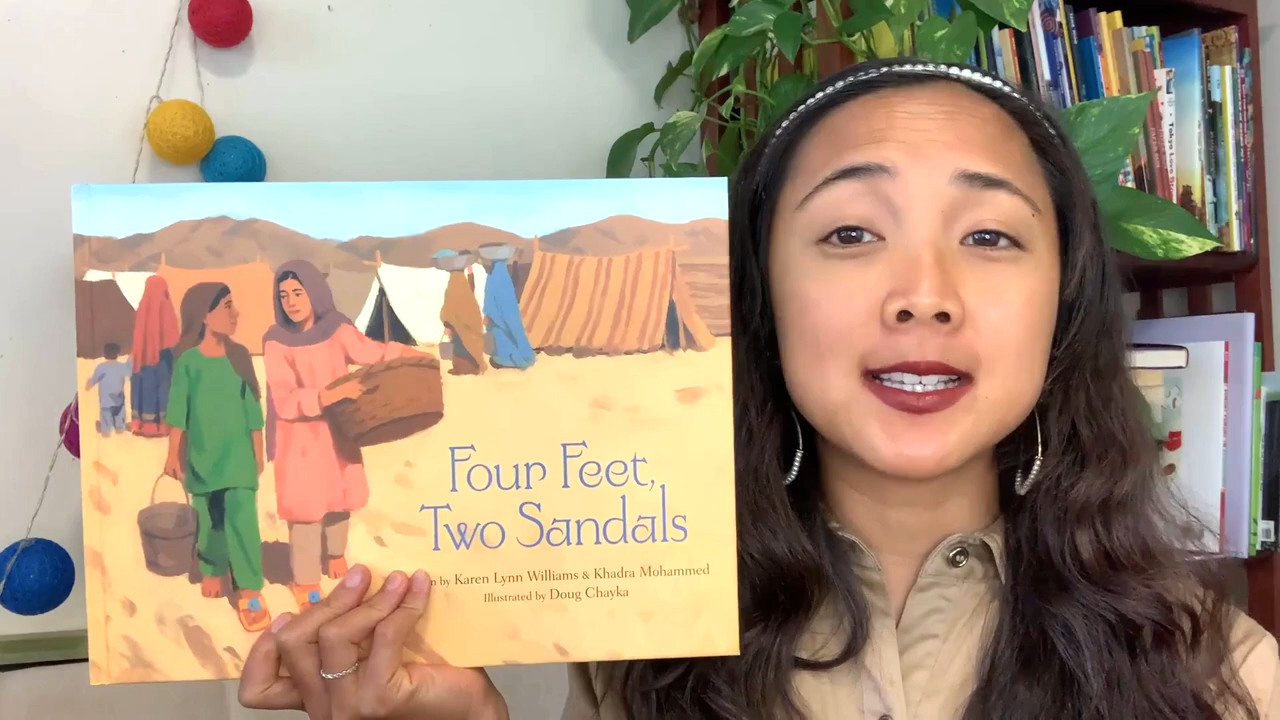 Four Feet,
Two Sandals
by Karen Lynn Williams & Khadra Mohammed
Illustrated by Doug Chayka